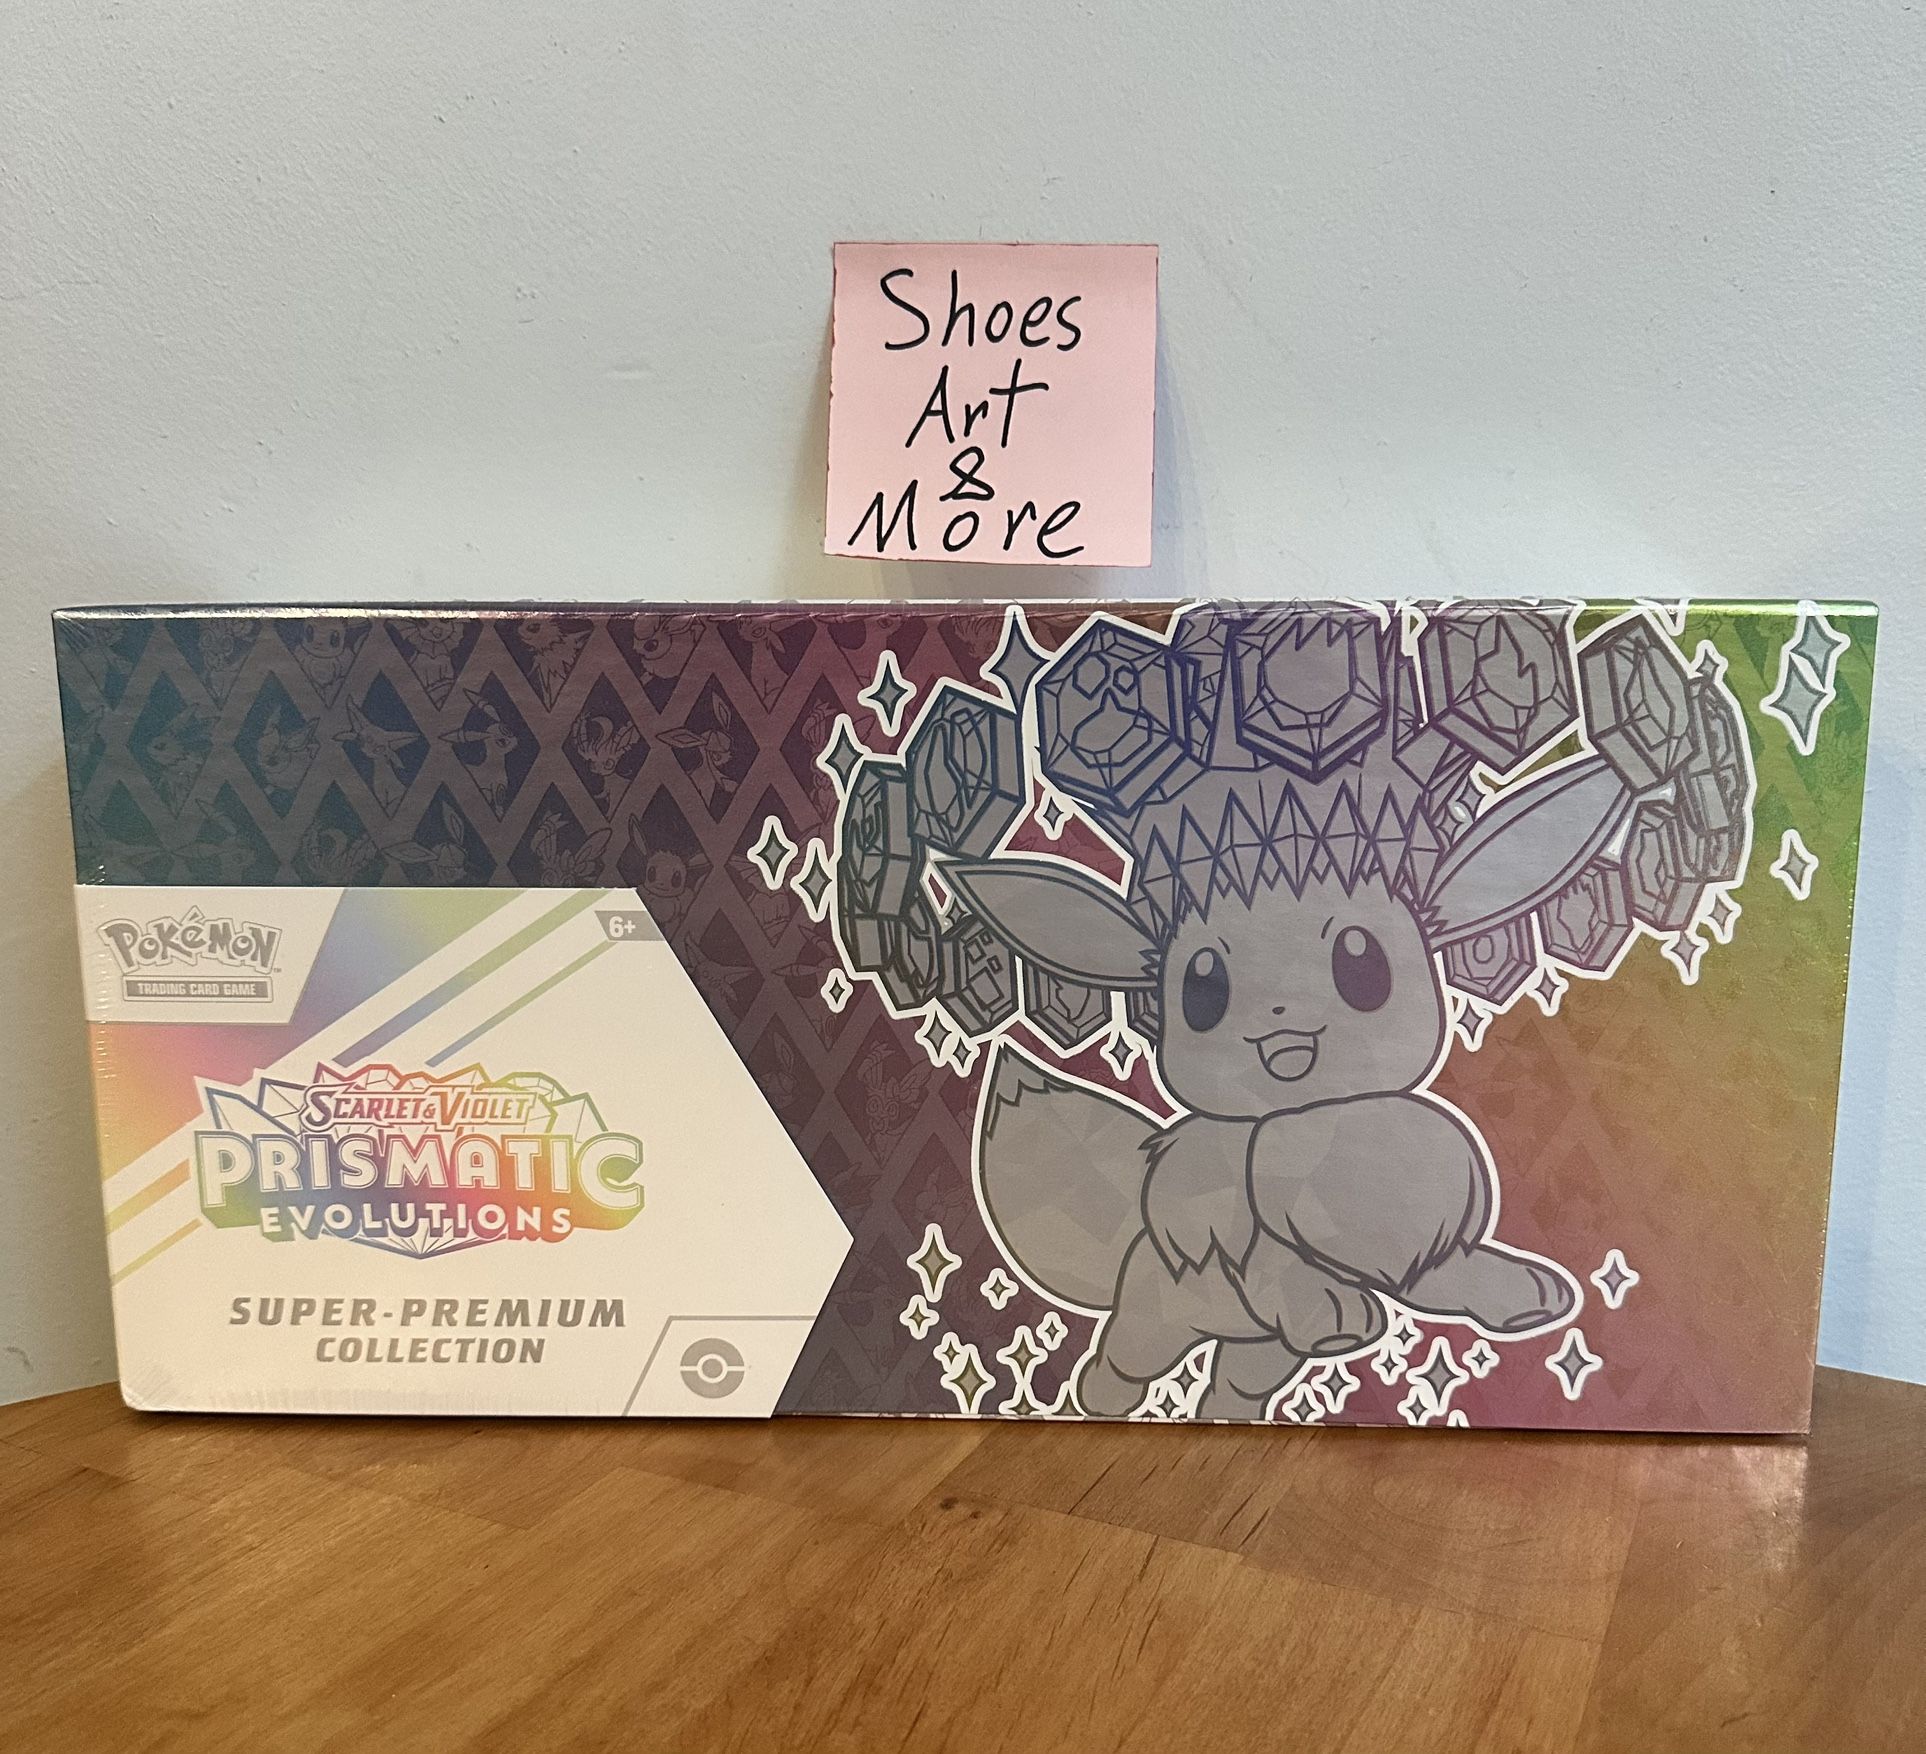 Shoes
Art
&
More
POKéMON
TRADING CARD GAME
6+
SCARLET & VIOLET
PRISMATIC
EVOLUTIONS
SUPER-PREMIUM
COLLECTION